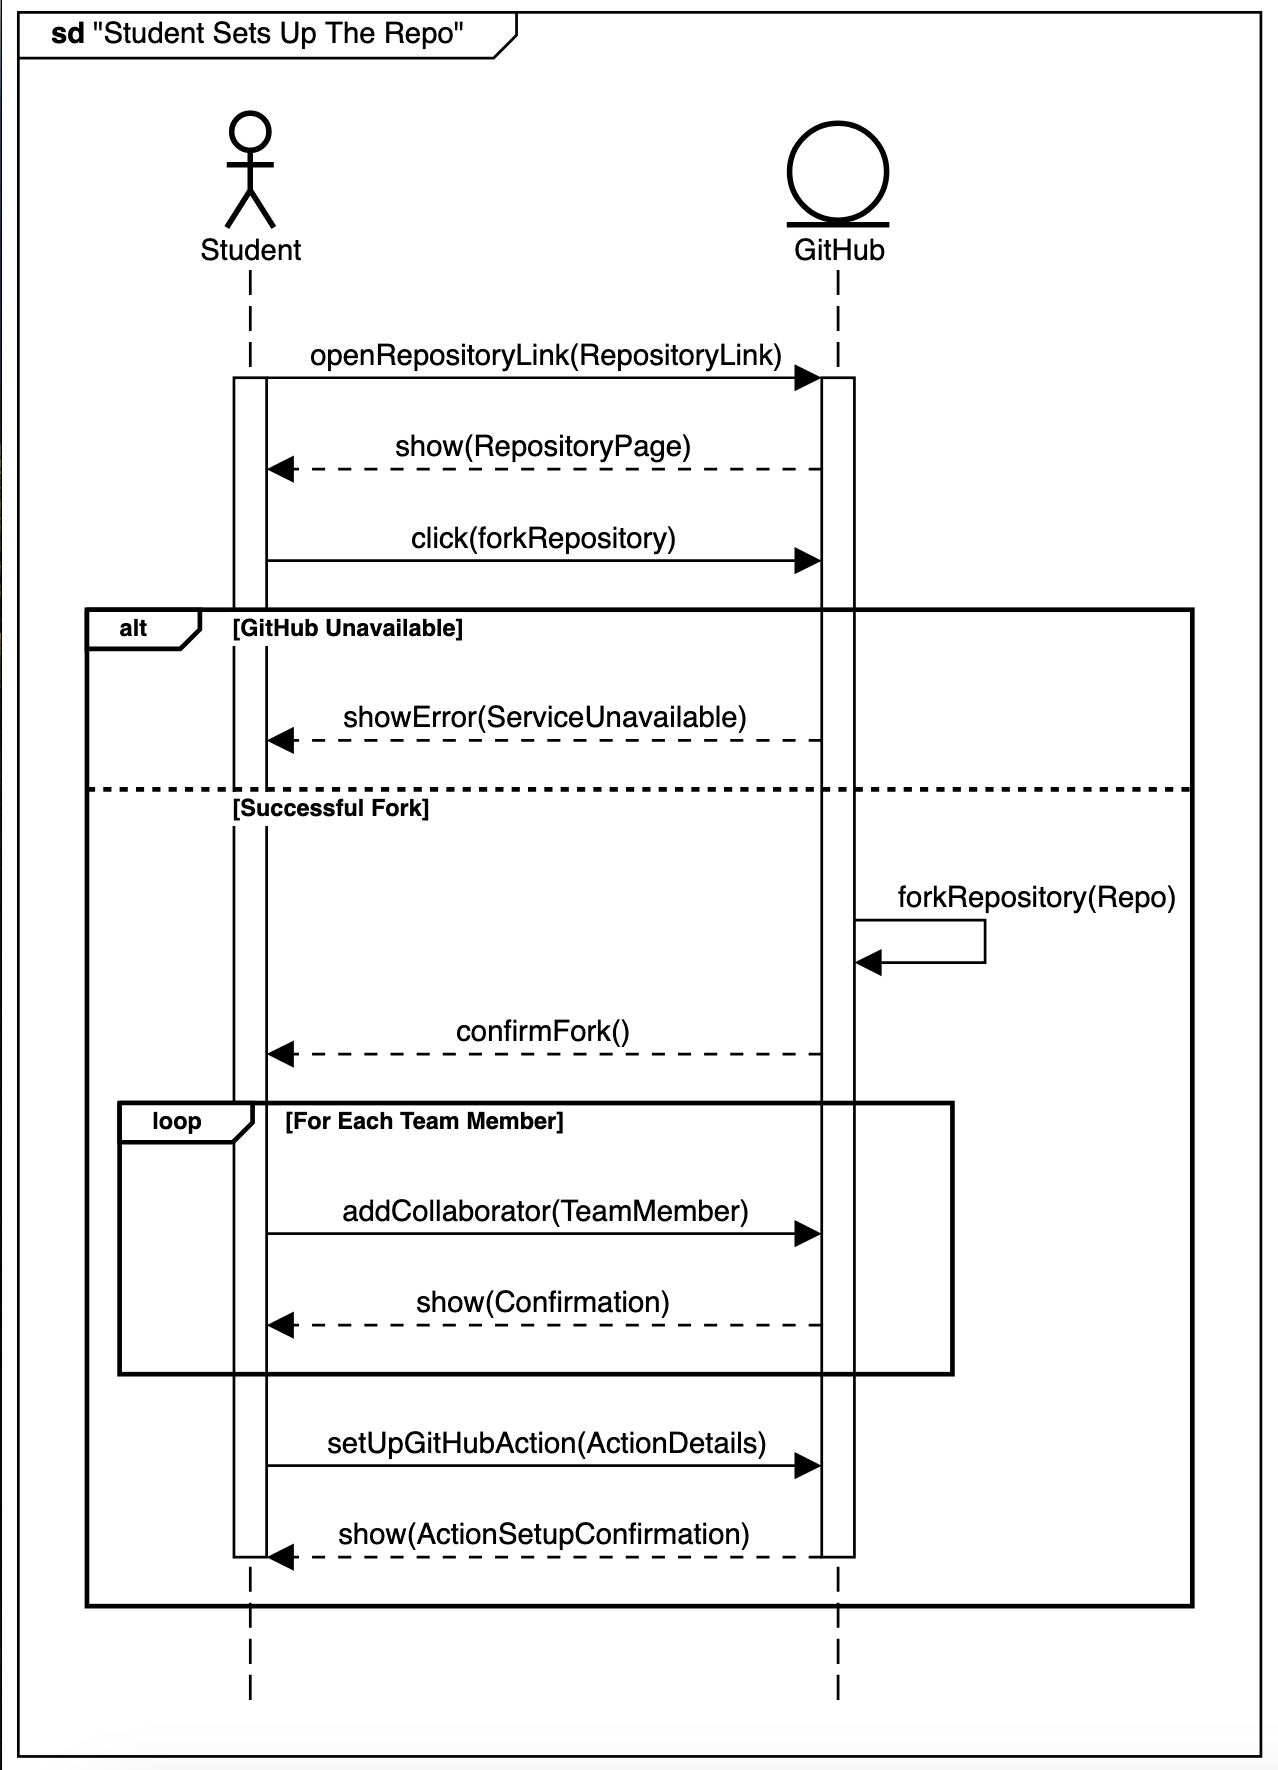 sd "Student Sets Up The Repo"
Student
GitHub
openRepositoryLink(RepositoryLink)
show(RepositoryPage)
click(forkRepository)
alt
[GitHub Unavailable]
showError(ServiceUnavailable)
[Successful Fork]
forkRepository(Repo)
confirmFork()
loop
[For Each Team Member]
addCollaborator(TeamMember)
show(Confirmation)
setUpGitHubAction(ActionDetails)
show(ActionSetupConfirmation)